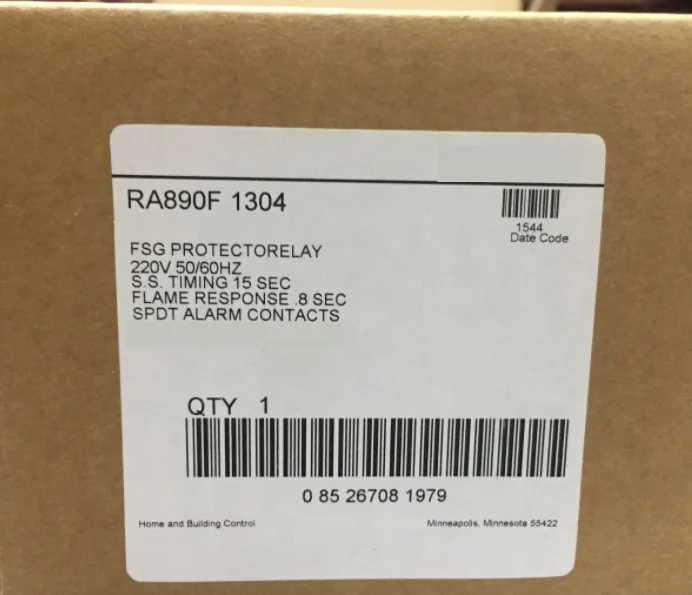 RA890F 1304
1544
Date Code
FSG PROTECTORELAY
220V 50/60HZ
S.S. TIMING 15 SEC
FLAME RESPONSE .8 SEC
SPDT ALARM CONTACTS
QTY 1
0 85 26708 1979
Home and Building Control
Minneapolis, Minnesota 55422